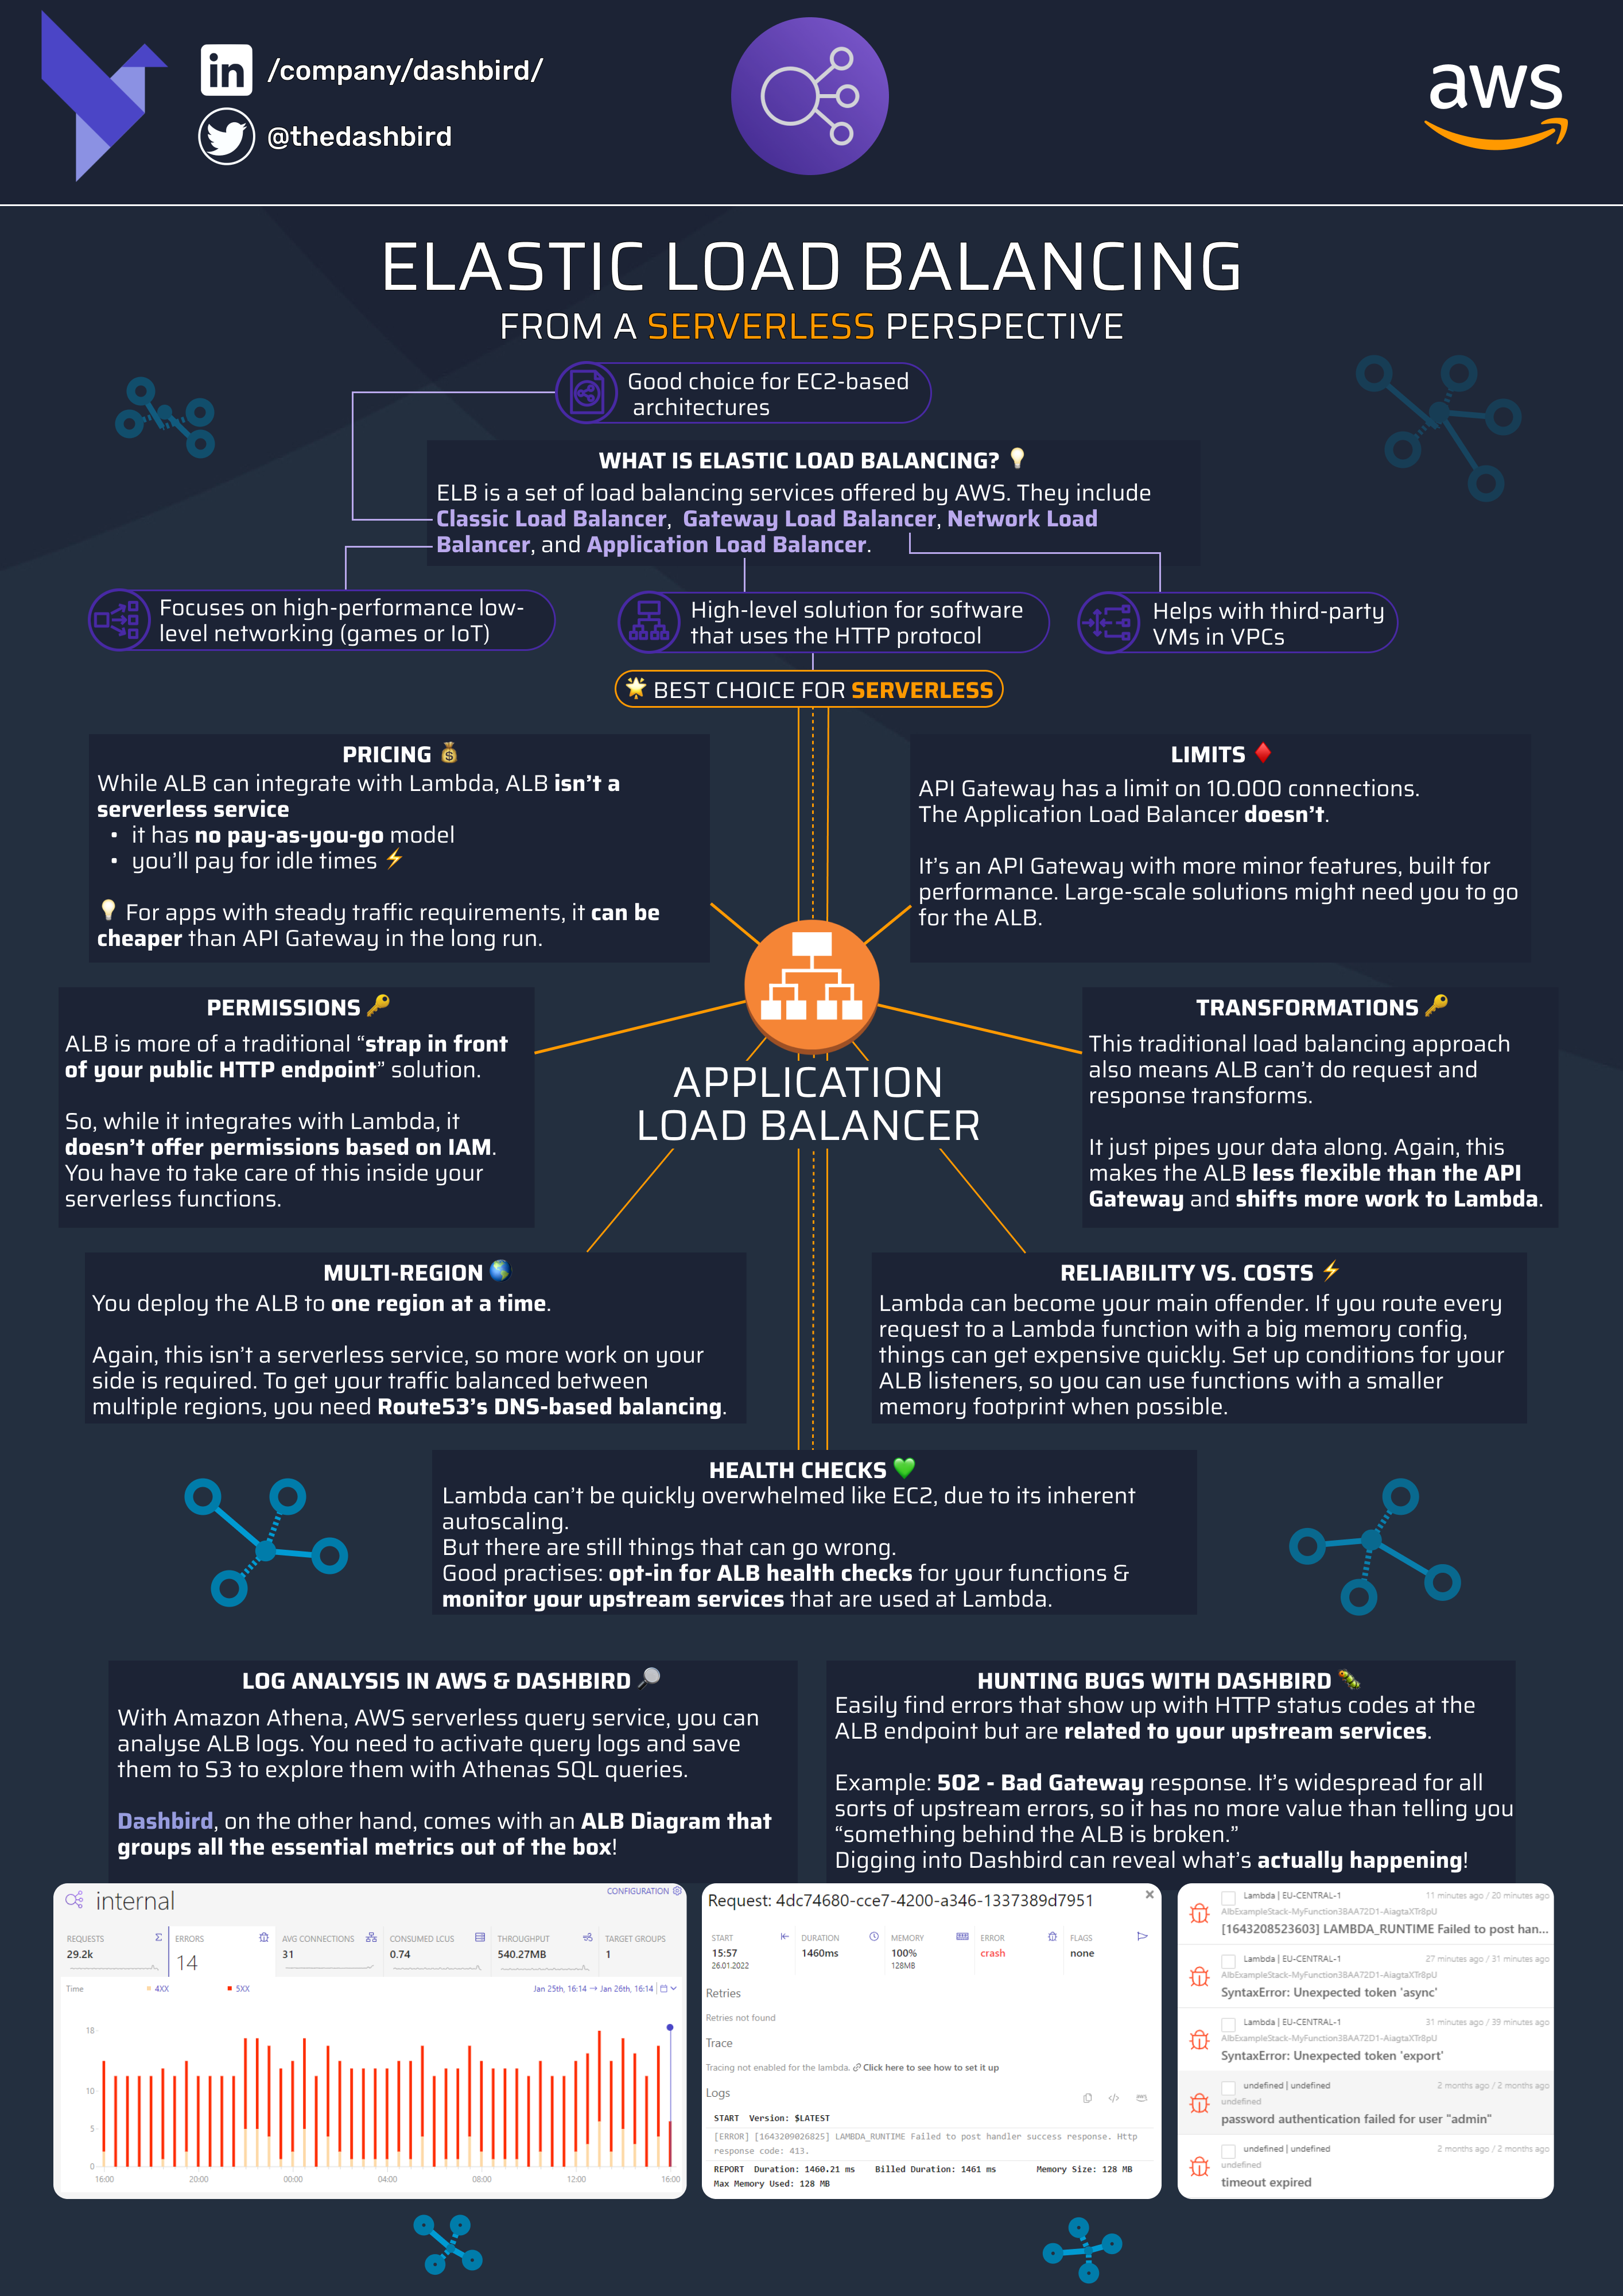 in /company/dashbird/
@thedashbird
aws
ELASTIC LOAD BALANCING
FROM A SERVERLESS PERSPECTIVE
Good choice for EC2-based
architectures
WHAT IS ELASTIC LOAD BALANCING?
ELB is a set of load balancing services offered by AWS. They include
Classic Load Balancer, Gateway Load Balancer, Network Load
Balancer, and Application Load Balancer.
Focuses on high-performance low-
level networking (games or IoT)
High-level solution for software
that uses the HTTP protocol
Helps with third-party
VMs in VPCs
BEST CHOICE FOR SERVERLESS
PRICING
While ALB can integrate with Lambda, ALB isn't a
serverless service
• it has no pay-as-you-go model
• you'll pay for idle times
For apps with steady traffic requirements, it can be
cheaper than API Gateway in the long run.
LIMITS
API Gateway has a limit on 10.000 connections.
The Application Load Balancer doesn't.
It's an API Gateway with more minor features, built for
performance. Large-scale solutions might need you to go
for the ALB.
PERMISSIONS
ALB is more of a traditional "strap in front
of your public HTTP endpoint" solution.
So, while it integrates with Lambda, it
doesn't offer permissions based on IAM.
You have to take care of this inside your
serverless functions.
APPLICATION
LOAD BALANCER
TRANSFORMATIONS
This traditional load balancing approach
also means ALB can't do request and
response transforms.
It just pipes your data along. Again, this
makes the ALB less flexible than the API
Gateway and shifts more work to Lambda.
MULTI-REGION
You deploy the ALB to one region at a time.
Again, this isn't a serverless service, so more work on your
side is required. To get your traffic balanced between
multiple regions, you need Route53's DNS-based balancing.
RELIABILITY VS. COSTS
Lambda can become your main offender. If you route every
request to a Lambda function with a big memory config,
things can get expensive quickly. Set up conditions for your
ALB listeners, so you can use functions with a smaller
memory footprint when possible.
HEALTH CHECKS
Lambda can't be quickly overwhelmed like EC2, due to its inherent
autoscaling.
But there are still things that can go wrong.
Good practises: opt-in for ALB health checks for your functions &
monitor your upstream services that are used at Lambda.
LOG ANALYSIS IN AWS & DASHBIRD
With Amazon Athena, AWS serverless query service, you can
analyse ALB logs. You need to activate query logs and save
them to S3 to explore them with Athenas SQL queries.
Dashbird, on the other hand, comes with an ALB Diagram that
groups all the essential metrics out of the box!
HUNTING BUGS WITH DASHBIRD
Easily find errors that show up with HTTP status codes at the
ALB endpoint but are related to your upstream services.
Example: 502 - Bad Gateway response. It's widespread for all
sorts of upstream errors, so it has no more value than telling you
"something behind the ALB is broken."
Digging into Dashbird can reveal what's actually happening!
internal
CONFIGURATION
REQUESTS Σ ERRORS AVG CONNECTIONS CONSUMED LCUS THROUGHPUT TARGET GROUPS
29.2k 14 31 0.74 540.27MB 1
Time 4XX 5XX Jan 25th, 16:14 → Jan 26th, 16:14
18
10
5
0
16:00 20:00 00:00 04:00 08:00 12:00 16:00
Request: 4dc74680-cce7-4200-a346-1337389d7951 ×
START DURATION MEMORY ERROR FLAGS
15:57 1460ms 100% crash none
26.01.2022 128MB
Retries
Retries not found
Trace
Tracing not enabled for the lambda. Click here to see how to set it up
Logs
</>
START Version: $LATEST
[ERROR] [1643209026825] LAMBDA_RUNTIME Failed to post handler success response. Http
response code: 413.
REPORT Duration: 1460.21 ms Billed Duration: 1461 ms Memory Size: 128 MB
Max Memory Used: 128 MB
Lambda | EU-CENTRAL-1 11 minutes ago / 20 minutes ago
AlbExampleStack-MyFunction3BAA72D1-AiagtaXTr8pU
[1643208523603] LAMBDA_RUNTIME Failed to post han...
Lambda | EU-CENTRAL-1 27 minutes ago / 31 minutes ago
AlbExampleStack-MyFunction3BAA72D1-AiagtaXTr8pU
SyntaxError: Unexpected token 'async'
Lambda | EU-CENTRAL-1 31 minutes ago / 39 minutes ago
AlbExampleStack-MyFunction3BAA72D1-AiagtaXTr8pU
SyntaxError: Unexpected token 'export'
undefined | undefined 2 months ago / 2 months ago
undefined
password authentication failed for user "admin"
undefined | undefined 2 months ago / 2 months ago
undefined
timeout expired